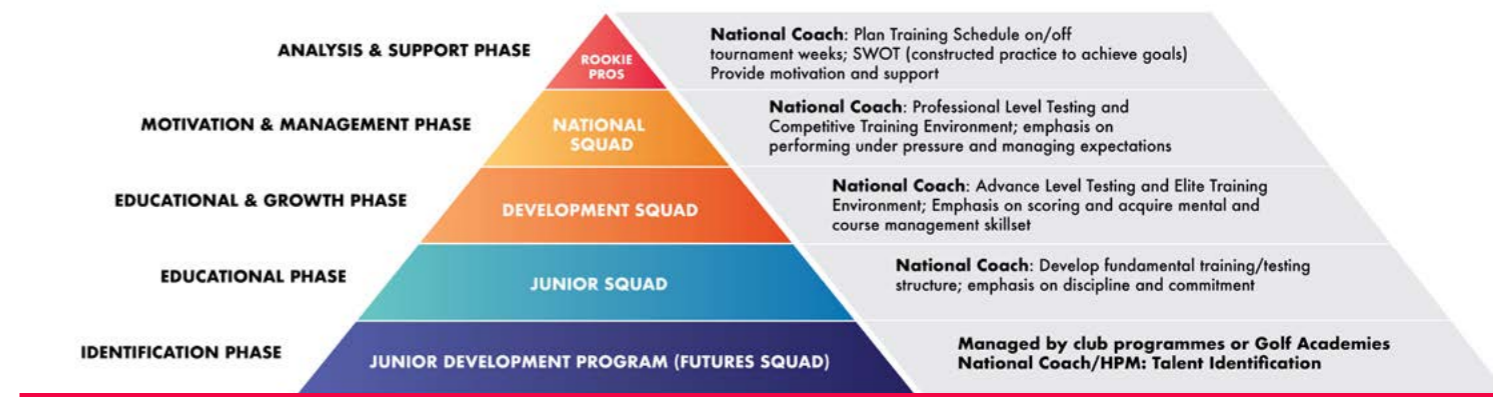 ANALYSIS & SUPPORT PHASE
ROOKIE
PROS
National Coach: Plan Training Schedule on/off
tournament weeks; SWOT (constructed practice to achieve goals)
Provide motivation and support
MOTIVATION & MANAGEMENT PHASE
NATIONAL
SQUAD
National Coach: Professional Level Testing and
Competitive Training Environment; emphasis on
performing under pressure and managing expectations
EDUCATIONAL & GROWTH PHASE
DEVELOPMENT SQUAD
National Coach: Advance Level Testing and Elite Training
Environment; Emphasis on scoring and acquire mental and
course management skillset
EDUCATIONAL PHASE
JUNIOR SQUAD
National Coach: Develop fundamental training/testing
structure; emphasis on discipline and commitment
IDENTIFICATION PHASE
JUNIOR DEVELOPMENT PROGRAM (FUTURES SQUAD)
Managed by club programmes or Golf Academies
National Coach/HPM: Talent Identification